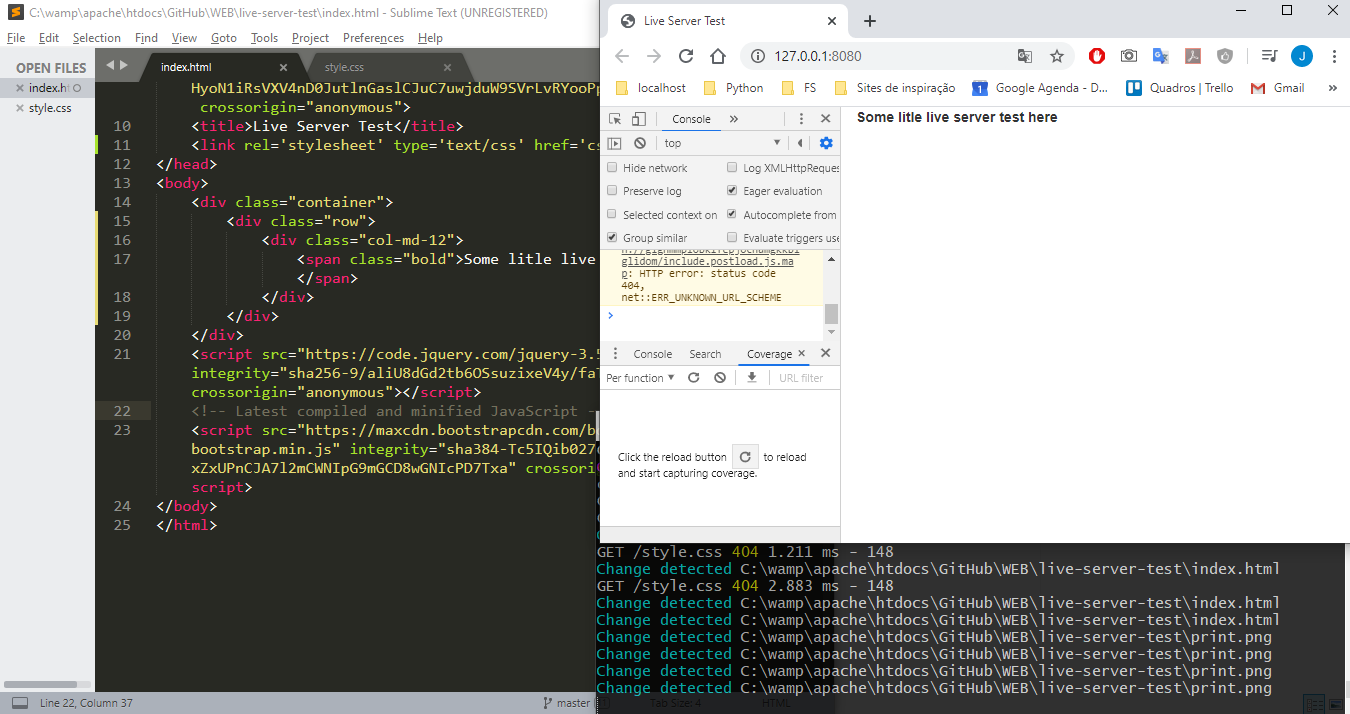 C:\wamp\apache\htdocs\GitHub\WEB\live-server-test\index.html - Sublime Text (UNREGISTERED)
File Edit Selection Find View Goto Tools Project Preferences Help
OPEN FILES
index.h
style.css
index.html
style.css
crossorigin="anonymous">
10 <title>Live Server Test</title>
11 <link rel='stylesheet' type='text/css' href='cs
12 </head>
13 <body>
14 <div class="container">
15 <div class="row">
16 <div class="col-md-12">
17 <span class="bold">Some litle live
</span>
18 </div>
19 </div>
20 </div>
21 <script src="https://code.jquery.com/jquery-3.5
integrity="sha256-9/aliU8dGd2tb6OSsuzixeV4y/faT
crossorigin="anonymous"></script>
22 <!-- Latest compiled and minified JavaScript -
23 <script src="https://maxcdn.bootstrapcdn.com/b
bootstrap.min.js" integrity="sha384-Tc5IQib027
xZxUPnCJA7l2mCWNIpG9mGCD8wGNIcPD7Txa" crossori
script>
24 </body>
25 </html>
Line 22, Column 37
master
Tab Size: 4
HTML
Live Server Test
127.0.0.1:8080
J
localhost Python FS Sites de inspiração Google Agenda - D... Quadros | Trello Gmail »
Console »
top
Hide network Log XMLHttpReques
Preserve log Eager evaluation
Selected context on Autocomplete from
Group similar Evaluate triggers use
glidom/include.postload.js.ma
p: HTTP error: status code
404,
net::ERR_UNKNOWN_URL_SCHEME
Console Search Coverage
Per function URL filter
Click the reload button to reload
and start capturing coverage.
Some litle live server test here
GET /style.css 404 1.211 ms - 148
Change detected C:\wamp\apache\htdocs\GitHub\WEB\live-server-test\index.html
GET /style.css 404 2.883 ms - 148
Change detected C:\wamp\apache\htdocs\GitHub\WEB\live-server-test\index.html
Change detected C:\wamp\apache\htdocs\GitHub\WEB\live-server-test\index.html
Change detected C:\wamp\apache\htdocs\GitHub\WEB\live-server-test\print.png
Change detected C:\wamp\apache\htdocs\GitHub\WEB\live-server-test\print.png
Change detected C:\wamp\apache\htdocs\GitHub\WEB\live-server-test\print.png
Change detected C:\wamp\apache\htdocs\GitHub\WEB\live-server-test\print.png